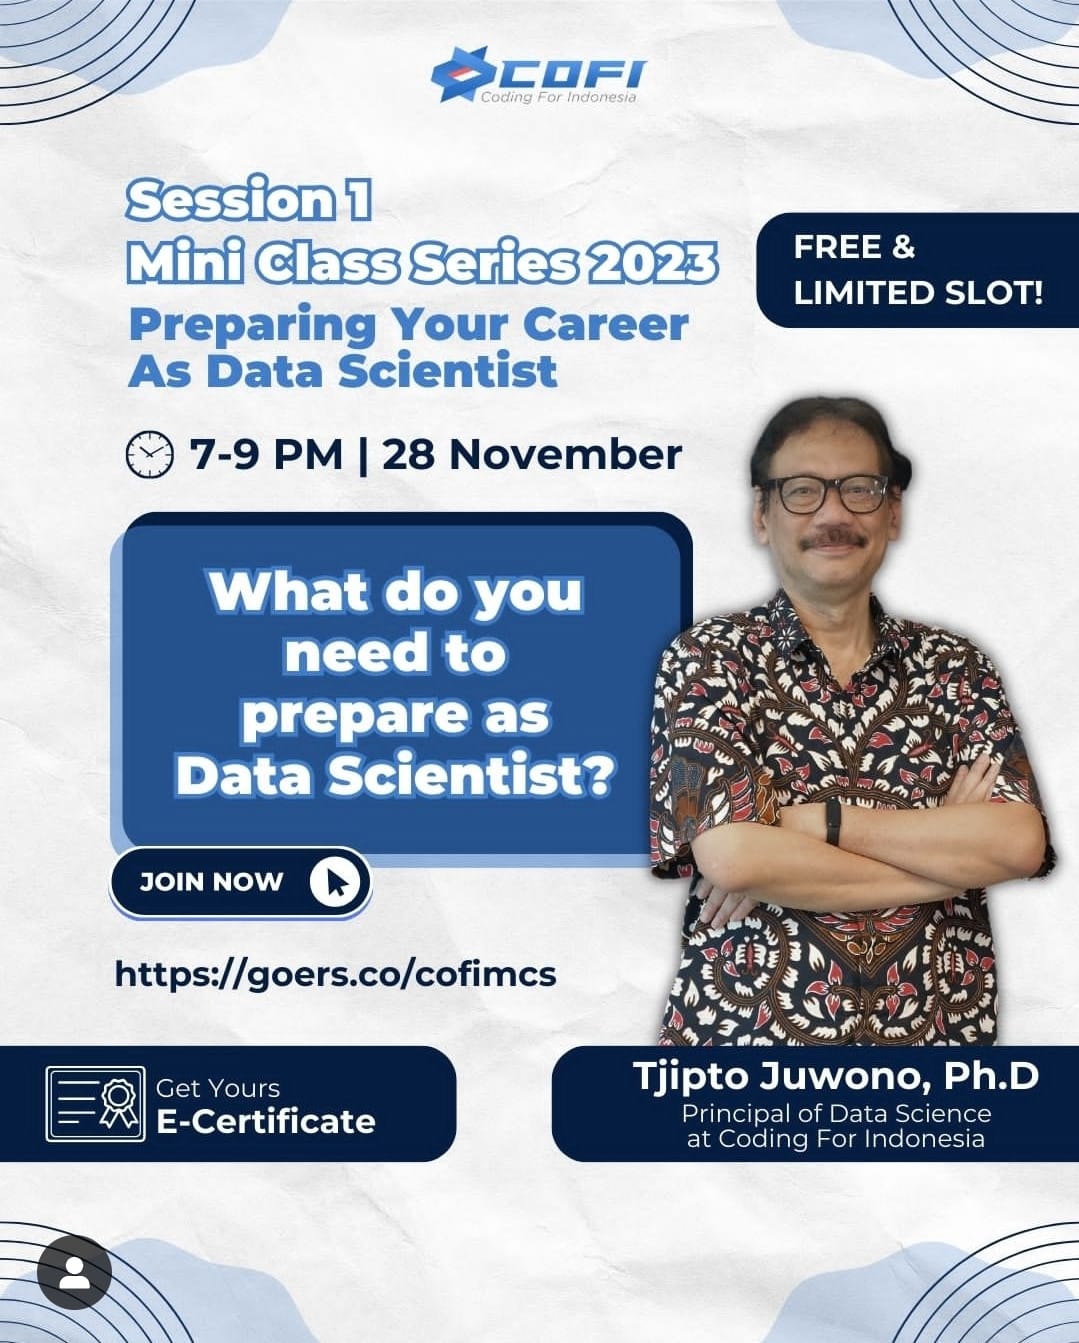 COFI
Coding For Indonesia
Session 1
Mini Class Series 2023
Preparing Your Career
As Data Scientist
FREE &
LIMITED SLOT!
7-9 PM | 28 November
What do you
need to
prepare as
Data Scientist?
JOIN NOW
https://goers.co/cofimcs
Get Yours
E-Certificate
Tjipto Juwono, Ph.D
Principal of Data Science
at Coding For Indonesia